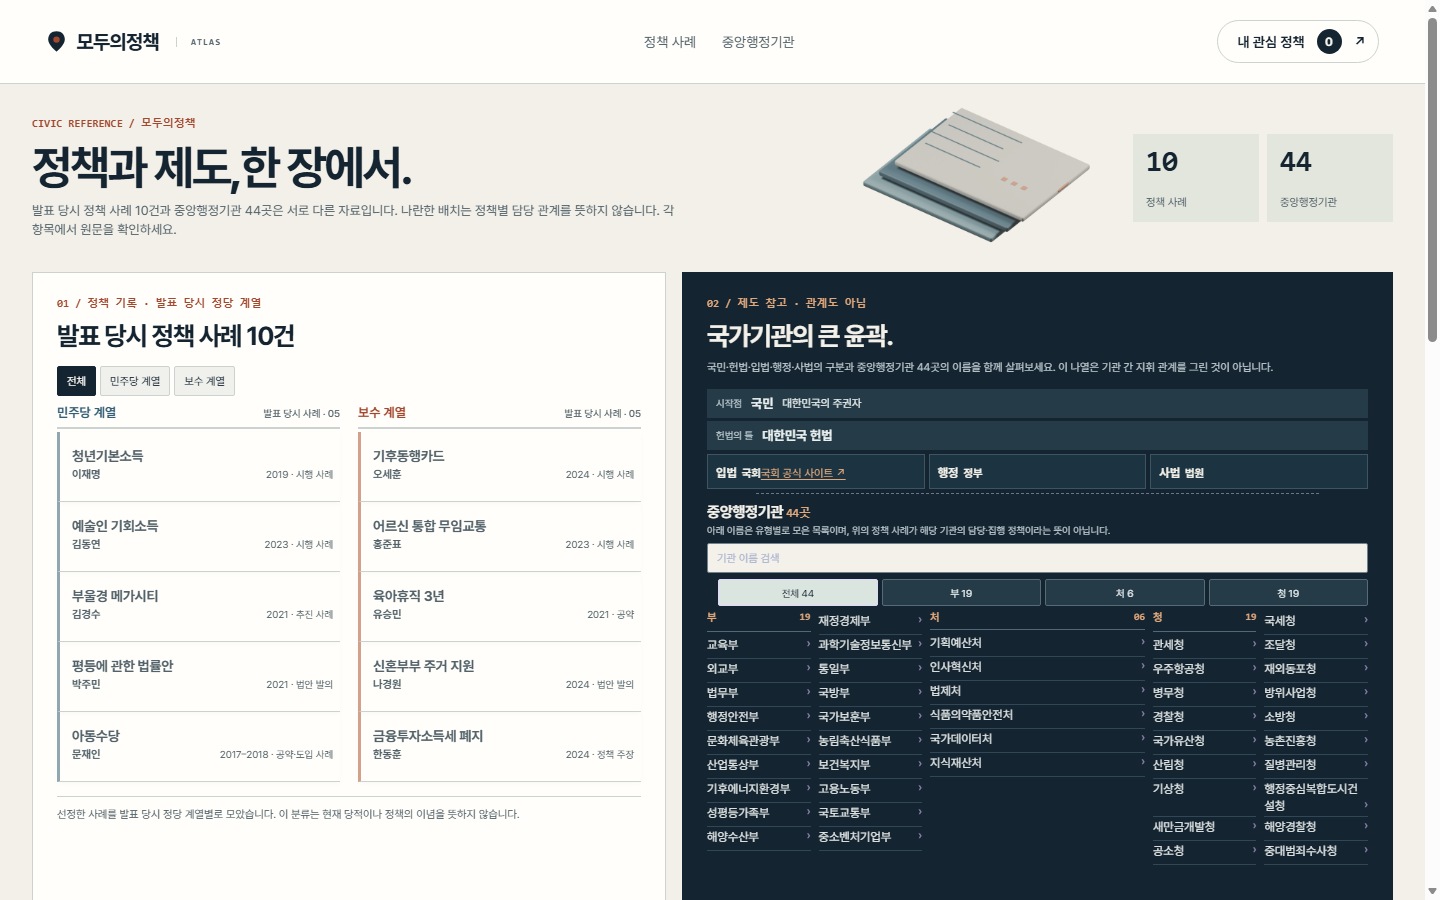 모두의정책
ATLAS
정책 사례
중앙행정기관
내 관심 정책 0 ↗
CIVIC REFERENCE / 모두의정책
정책과 제도, 한 장에서.
발표 당시 정책 사례 10건과 중앙행정기관 44곳은 서로 다른 자료입니다. 나란한 배치는 정책별 담당 관계를 뜻하지 않습니다. 각
항목에서 원문을 확인하세요.
10
정책 사례
44
중앙행정기관
01 / 정책 기록 · 발표 당시 정당 계열
발표 당시 정책 사례 10건
전체
민주당 계열
보수 계열
민주당 계열
발표 당시 사례 · 05
청년기본소득
이재명
2019 · 시행 사례
예술인 기회소득
김동연
2023 · 시행 사례
부울경 메가시티
김경수
2021 · 추진 사례
평등에 관한 법률안
박주민
2021 · 법안 발의
아동수당
문재인
2017–2018 · 공약·도입 사례
보수 계열
발표 당시 사례 · 05
기후동행카드
오세훈
2024 · 시행 사례
어르신 통합 무임교통
홍준표
2023 · 시행 사례
육아휴직 3년
유승민
2021 · 공약
신혼부부 주거 지원
나경원
2024 · 법안 발의
금융투자소득세 폐지
한동훈
2024 · 정책 주장
선정한 사례를 발표 당시 정당 계열별로 모았습니다. 이 분류는 현재 당적이나 정책의 이념을 뜻하지 않습니다.
02 / 제도 참고 · 관계도 아님
국가기관의 큰 윤곽.
국민·헌법·입법·행정·사법의 구분과 중앙행정기관 44곳의 이름을 함께 살펴보세요. 이 나열은 기관 간 지휘 관계를 그린 것이 아닙니다.
시작점 국민 대한민국의 주권자
헌법의 틀 대한민국 헌법
입법 국회국회 공식 사이트 ↗
행정 정부
사법 법원
중앙행정기관 44곳
아래 이름은 유형별로 모은 목록이며, 위의 정책 사례가 해당 기관의 담당·집행 정책이라는 뜻이 아닙니다.
기관 이름 검색
전체 44
부 19
처 6
청 19
부 19
교육부 ›
외교부 ›
법무부 ›
행정안전부 ›
문화체육관광부 ›
산업통상부 ›
기후에너지환경부 ›
성평등가족부 ›
해양수산부 ›
재정경제부 ›
과학기술정보통신부 ›
통일부 ›
국방부 ›
국가보훈부 ›
농림축산식품부 ›
보건복지부 ›
고용노동부 ›
국토교통부 ›
중소벤처기업부 ›
처 06
기획예산처 ›
인사혁신처 ›
법제처 ›
식품의약품안전처 ›
국가데이터처 ›
지식재산처 ›
청 19
관세청 ›
우주항공청 ›
병무청 ›
경찰청 ›
국가유산청 ›
산림청 ›
기상청 ›
새만금개발청 ›
공소청 ›
국세청 ›
조달청 ›
재외동포청 ›
방위사업청 ›
소방청 ›
농촌진흥청 ›
질병관리청 ›
행정중심복합도시건
설청 ›
해양경찰청 ›
중대범죄수사청 ›